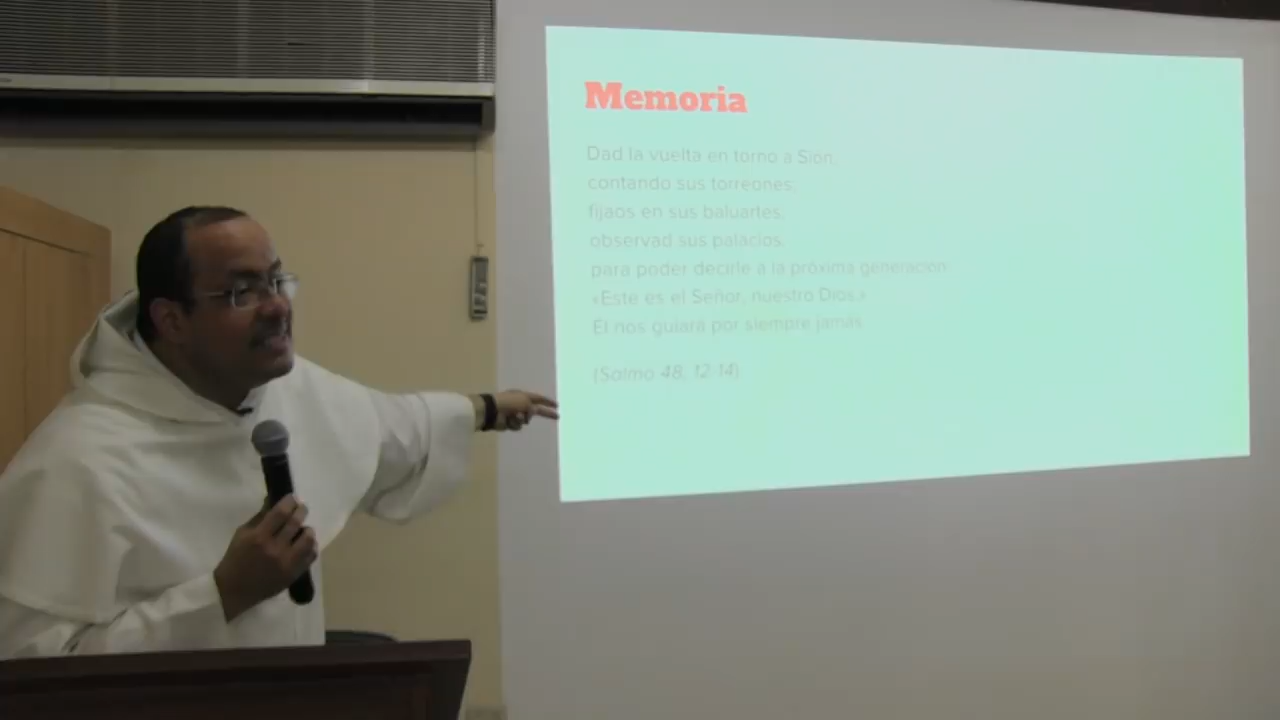 Memoria
Dad la vuelta en torno a Sion,
contando sus torreones;
fijaos en sus baluartes,
observad sus palacios,
para poder decirle a la próxima generación:
«Este es el Señor, nuestro Dios.»
Él nos guiará por siempre jamás.
(Salmo 48, 12-14)